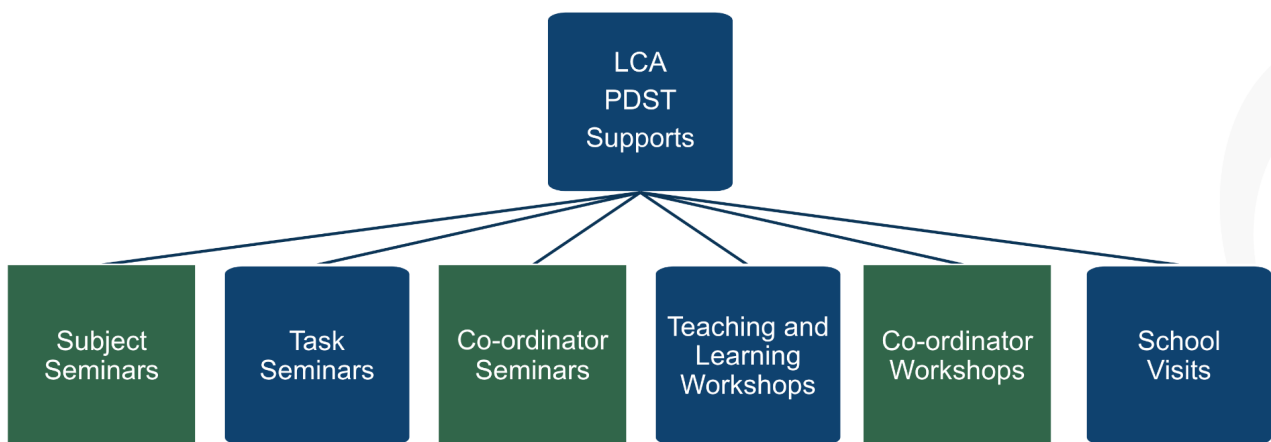 LCA
PDST
Supports
Subject
Seminars
Task
Seminars
Co-ordinator
Seminars
Teaching and
Learning
Workshops
Co-ordinator
Workshops
School
Visits